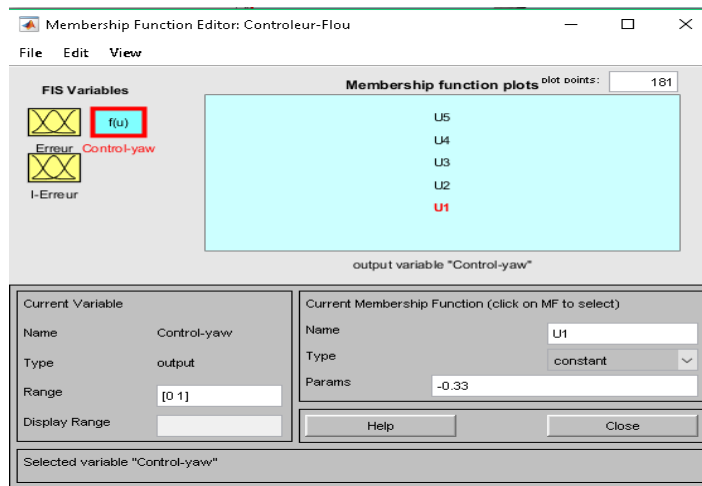 Membership Function Editor: Controleur-Flou
File Edit View
FIS Variables
Membership function plots plot points: 181
f(u)
Erreur Control-yaw
I-Erreur
U5
U4
U3
U2
U1
output variable "Control-yaw"
Current Variable
Name Control-yaw
Type output
Range [0 1]
Display Range
Current Membership Function (click on MF to select)
Name U1
Type constant
Params -0.33
Help Close
Selected variable "Control-yaw"